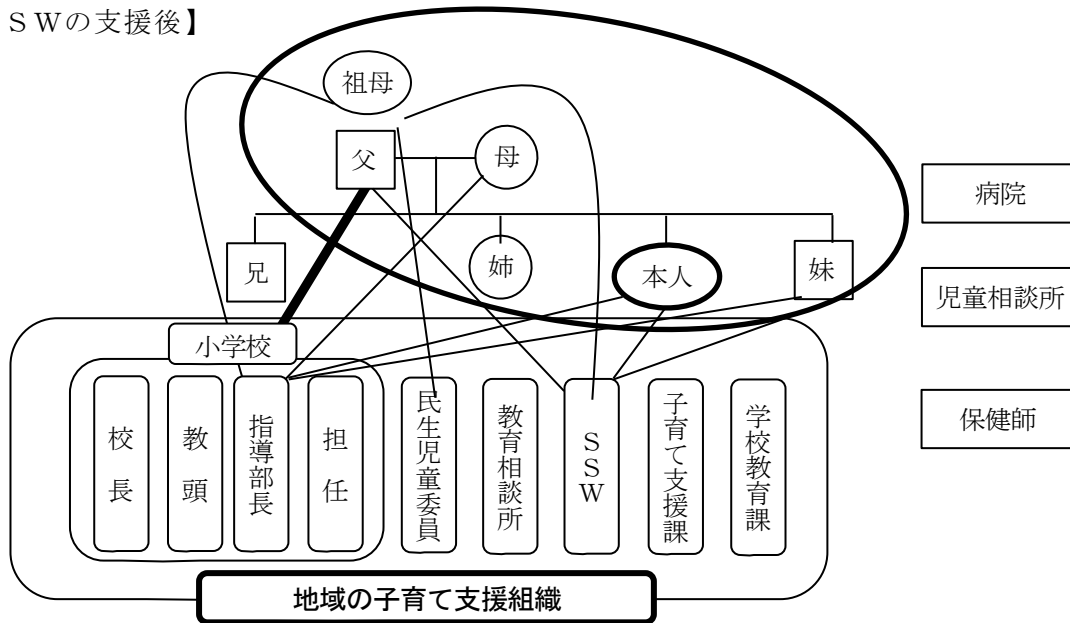 ＳＷの支援後】
祖母
父
母
病院
兄
姉
本人
妹
児童相談所
小学校
校長
教頭
指導部長
担任
民生児童委員
教育相談所
ＳＳＷ
子育て支援課
学校教育課
保健師
地域の子育て支援組織